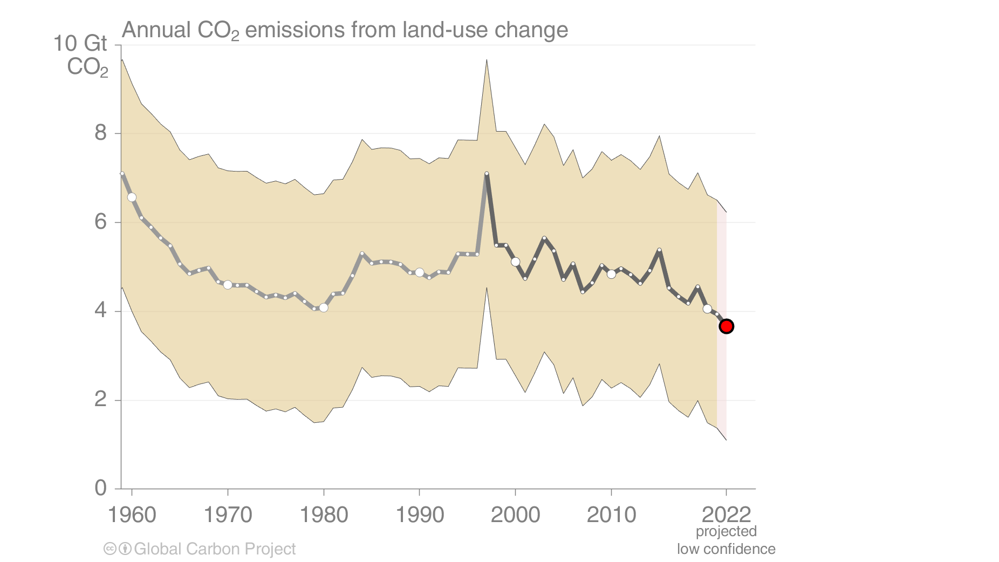 Annual CO₂ emissions from land-use change
10 Gt
CO₂
8
6
4
2
0
1960 1970 1980 1990 2000 2010 2022
projected
low confidence
cc Global Carbon Project